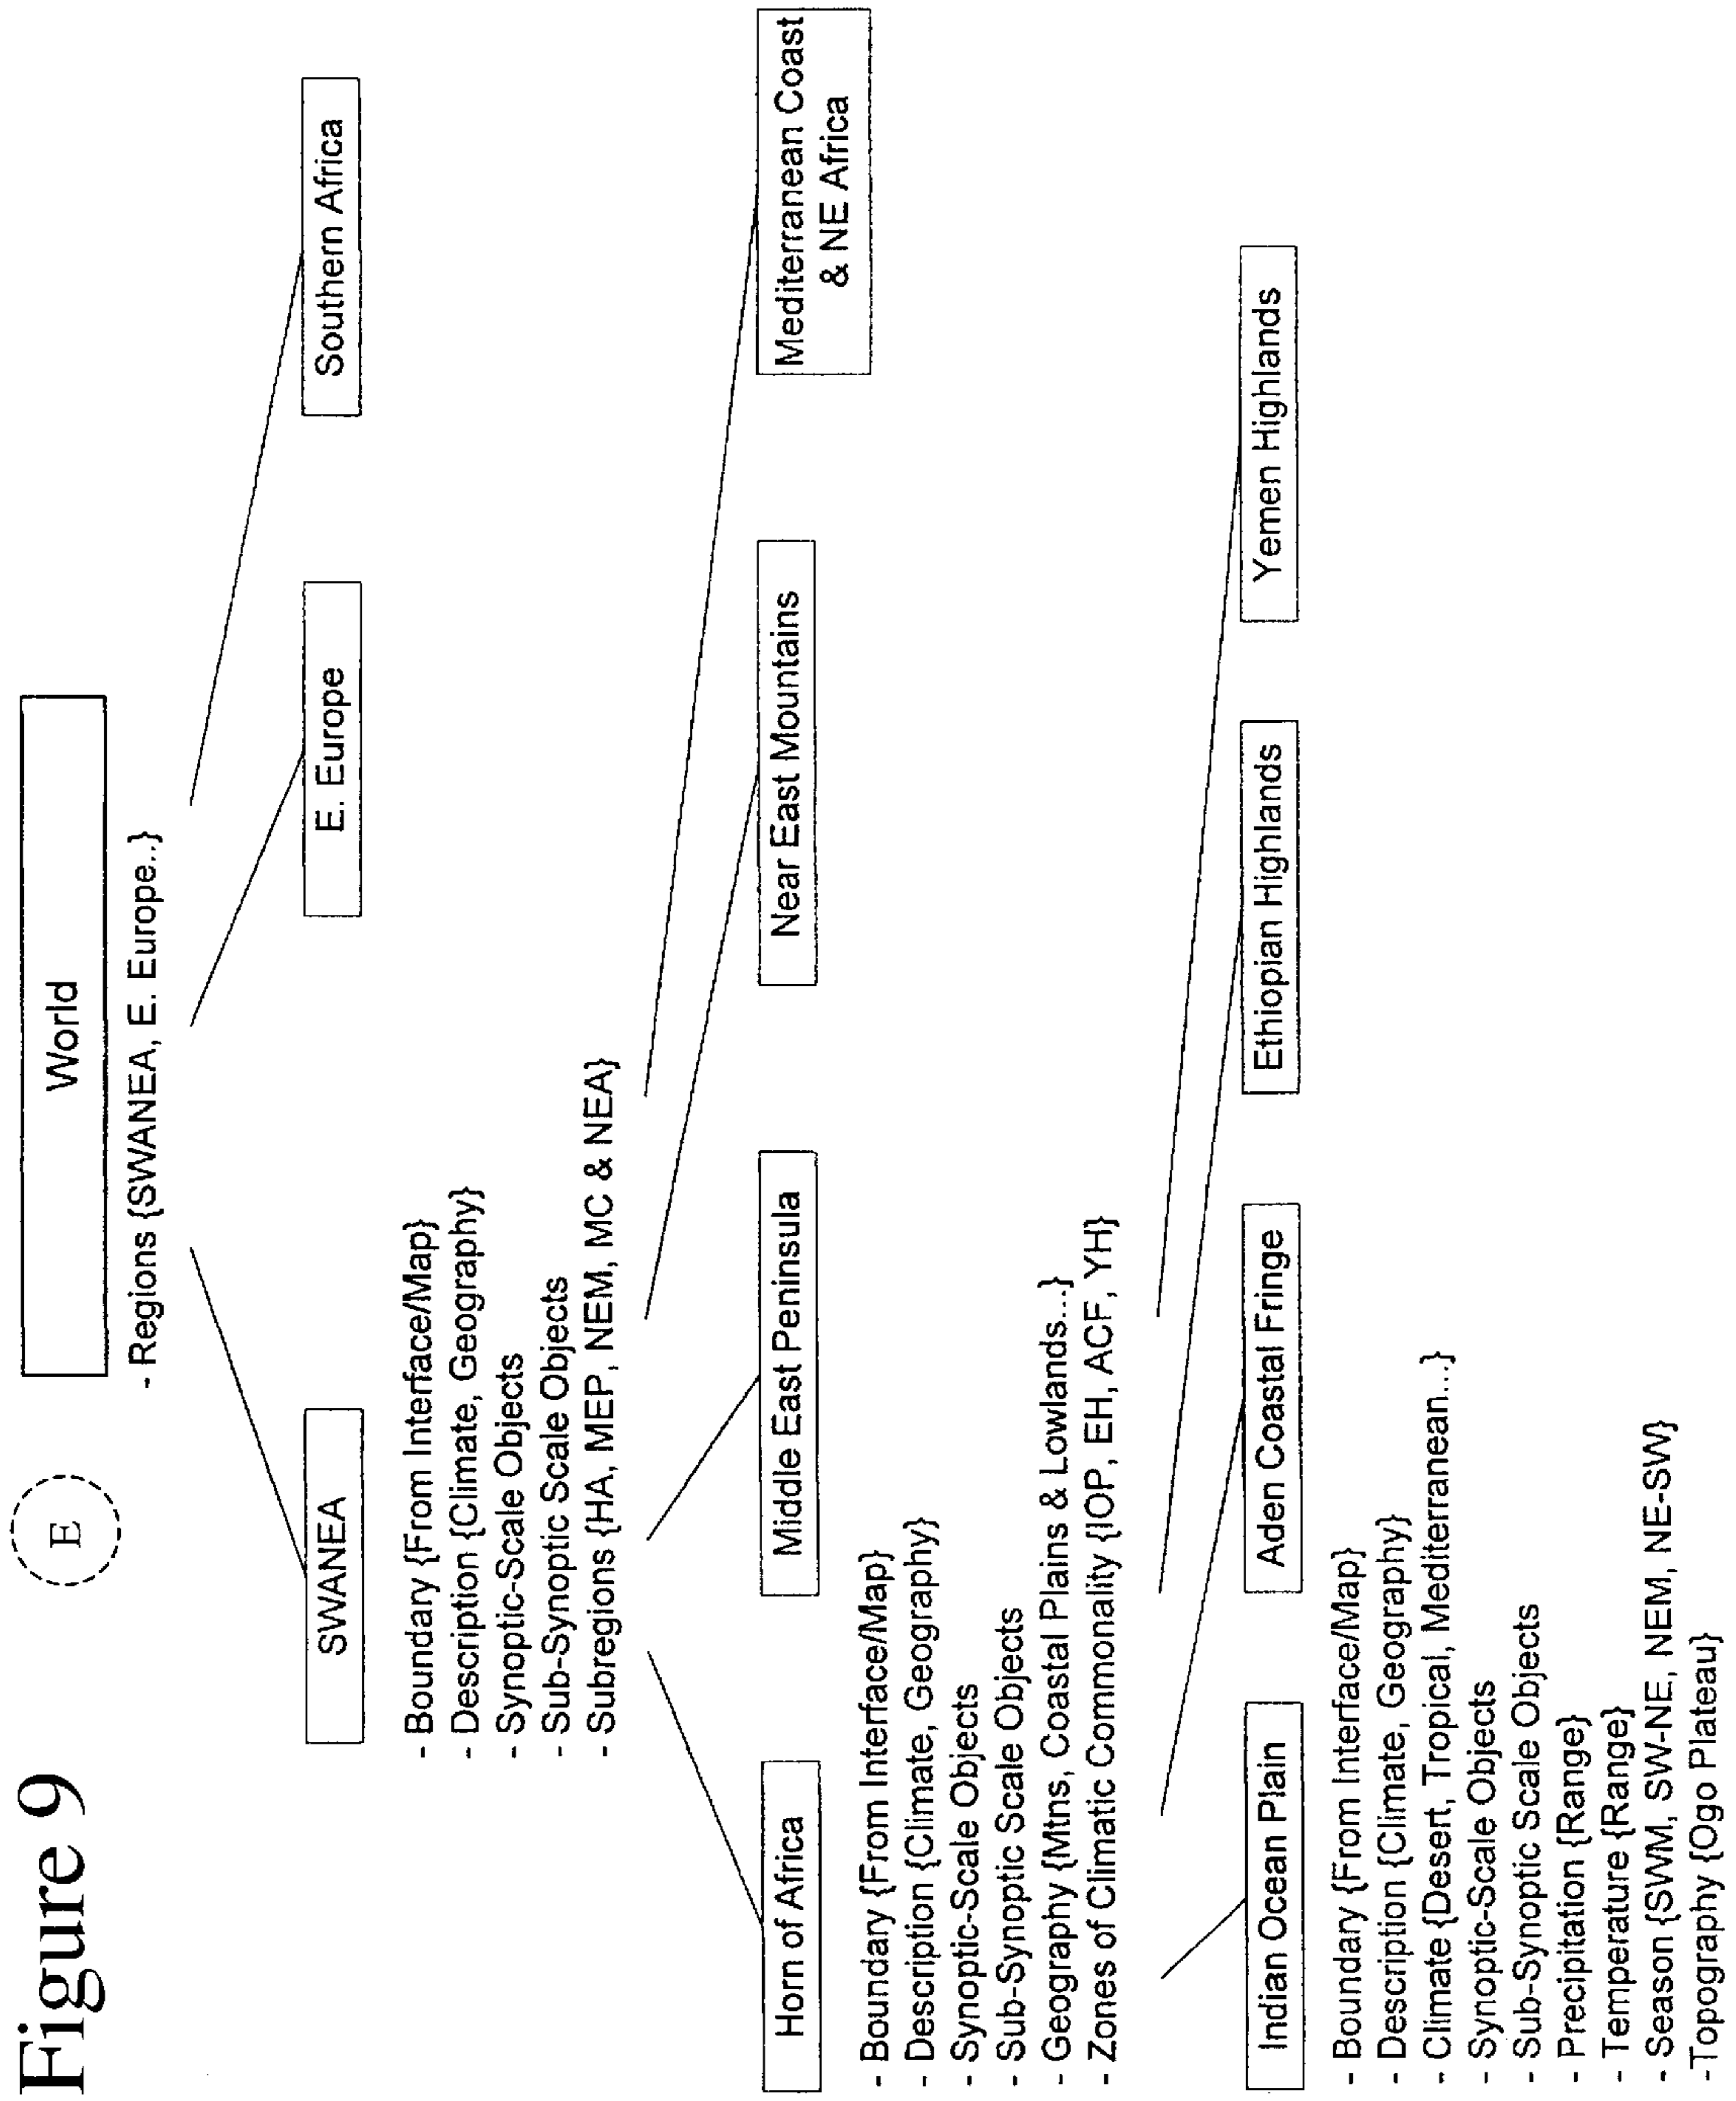 Figure 9
E
World
- Regions {SWANEA, E. Europe..}
SWANEA
E. Europe
Southern Africa
- Boundary {From Interface/Map}
- Description {Climate, Geography}
- Synoptic-Scale Objects
- Sub-Synoptic Scale Objects
- Subregions {HA, MEP, NEM, MC & NEA}
Horn of Africa
Middle East Peninsula
Near East Mountains
Mediterranean Coast
& NE Africa
- Boundary {From Interface/Map}
- Description {Climate, Geography}
- Synoptic-Scale Objects
- Sub-Synoptic Scale Objects
- Geography {Mtns, Coastal Plains & Lowlands...}
- Zones of Climatic Commonality {IOP, EH, ACF, YH}
Indian Ocean Plain
Aden Coastal Fringe
Ethiopian Highlands
Yemen Highlands
- Boundary {From Interface/Map}
- Description {Climate, Geography}
- Climate {Desert, Tropical, Mediterranean...}
- Synoptic-Scale Objects
- Sub-Synoptic Scale Objects
- Precipitation {Range}
- Temperature {Range}
- Season {SWM, SW-NE, NEM, NE-SW}
-Topography {Ogo Plateau}